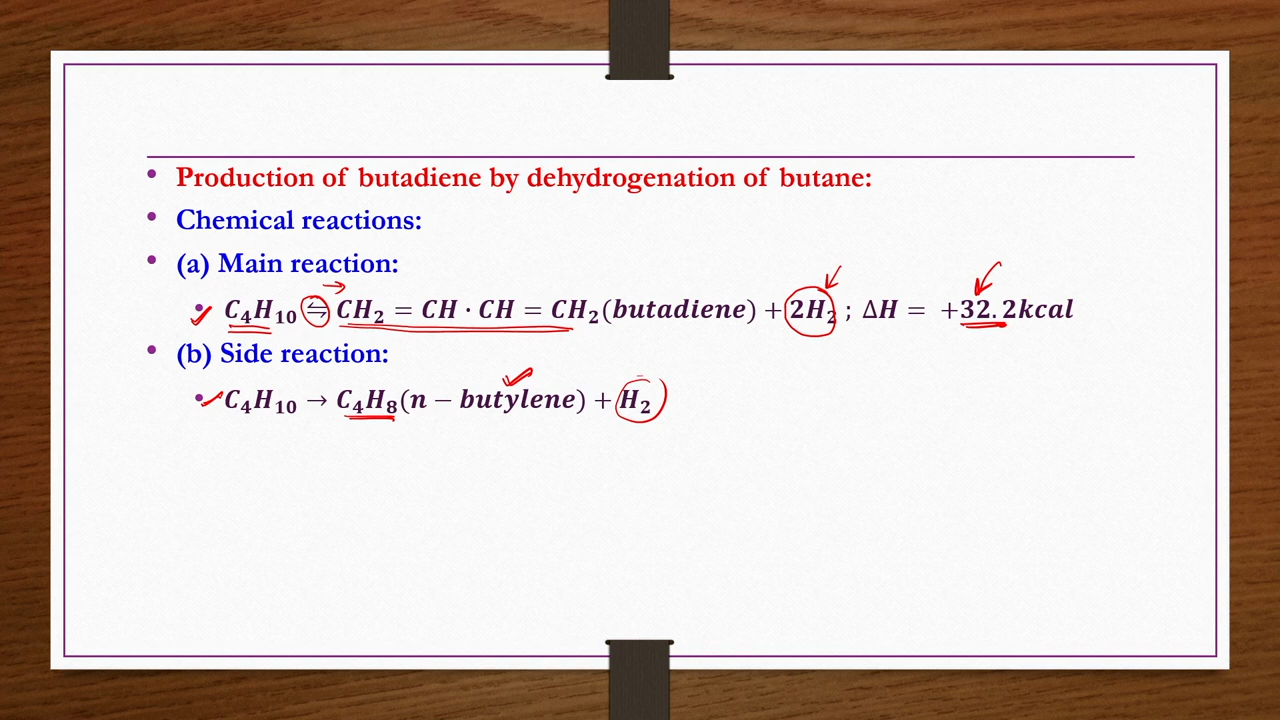 • Production of butadiene by dehydrogenation of butane:
• Chemical reactions:
• (a) Main reaction:
• C₄H₁₀ ⇋ CH₂ = CH · CH = CH₂(butadiene) + 2H₂ ; ΔH = +32.2kcal
• (b) Side reaction:
• C₄H₁₀ → C₄H₈(n − butylene) + H₂